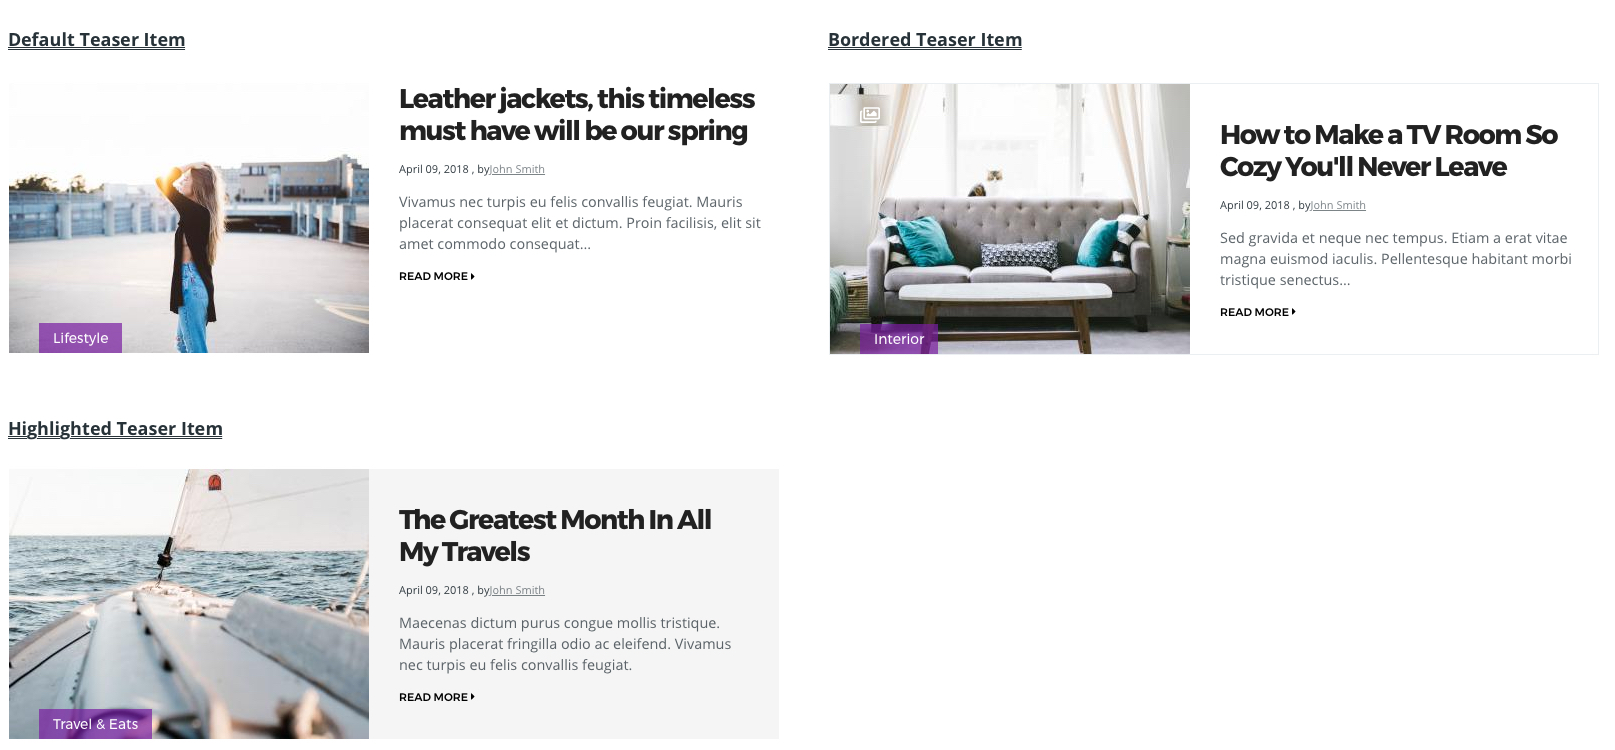 Default Teaser Item
Leather jackets, this timeless
must have will be our spring
April 09, 2018 , byJohn Smith
Vivamus nec turpis eu felis convallis feugiat. Mauris
placerat consequat elit et dictum. Proin facilisis, elit sit
amet commodo consequat...
READ MORE
Lifestyle
Bordered Teaser Item
How to Make a TV Room So
Cozy You'll Never Leave
April 09, 2018 , byJohn Smith
Sed gravida et neque nec tempus. Etiam a erat vitae
magna euismod iaculis. Pellentesque habitant morbi
tristique senectus...
READ MORE
Interior
Highlighted Teaser Item
The Greatest Month In All
My Travels
April 09, 2018 , byJohn Smith
Maecenas dictum purus congue mollis tristique.
Mauris placerat fringilla odio ac eleifend. Vivamus
nec turpis eu felis convallis feugiat.
READ MORE
Travel & Eats